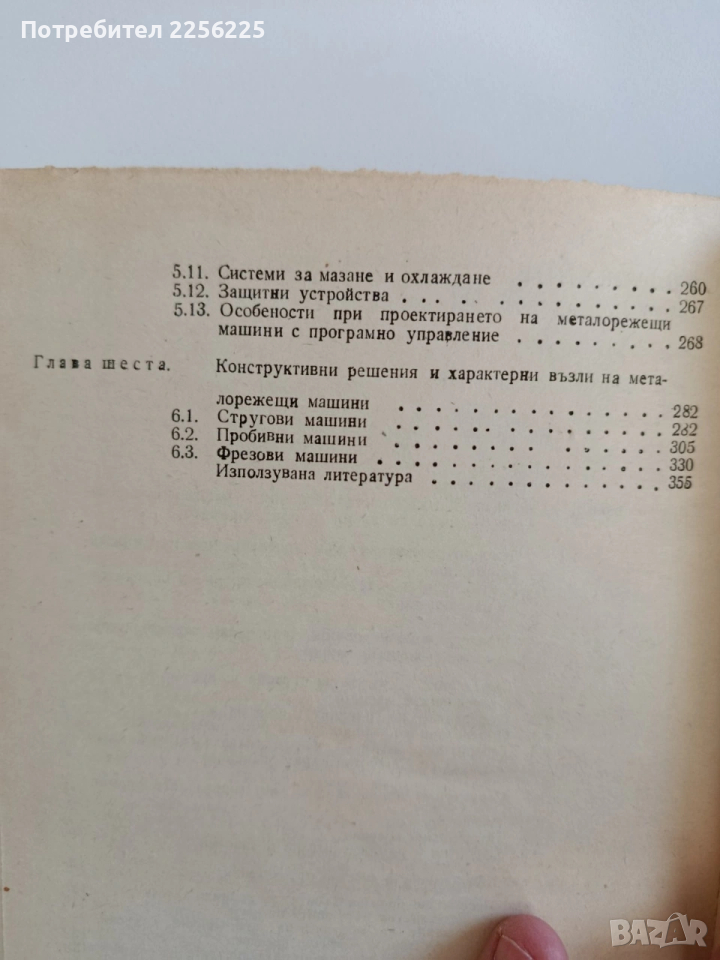 Потребител 2256225
5.11. Системи за мазане и охлаждане . . . . . . . . . 260
5.12. Защитни устройства . . . . . . . . . . . . 267
5.13. Особености при проектирането на металорежещи
машини с програмно управление . . . . . . . . . 268
Глава шеста. Конструктивни решения и характерни възли на мета-
лорежещи машини . . . . . . . . . . . . . . . 282
6.1. Стругови машини . . . . . . . . . . . . . . . 282
6.2. Пробивни машини . . . . . . . . . . . . . . 305
6.3. Фрезови машини . . . . . . . . . . . . . . . 330
Използувана литература . . . . . . . . . . . . . 355
BAZAR